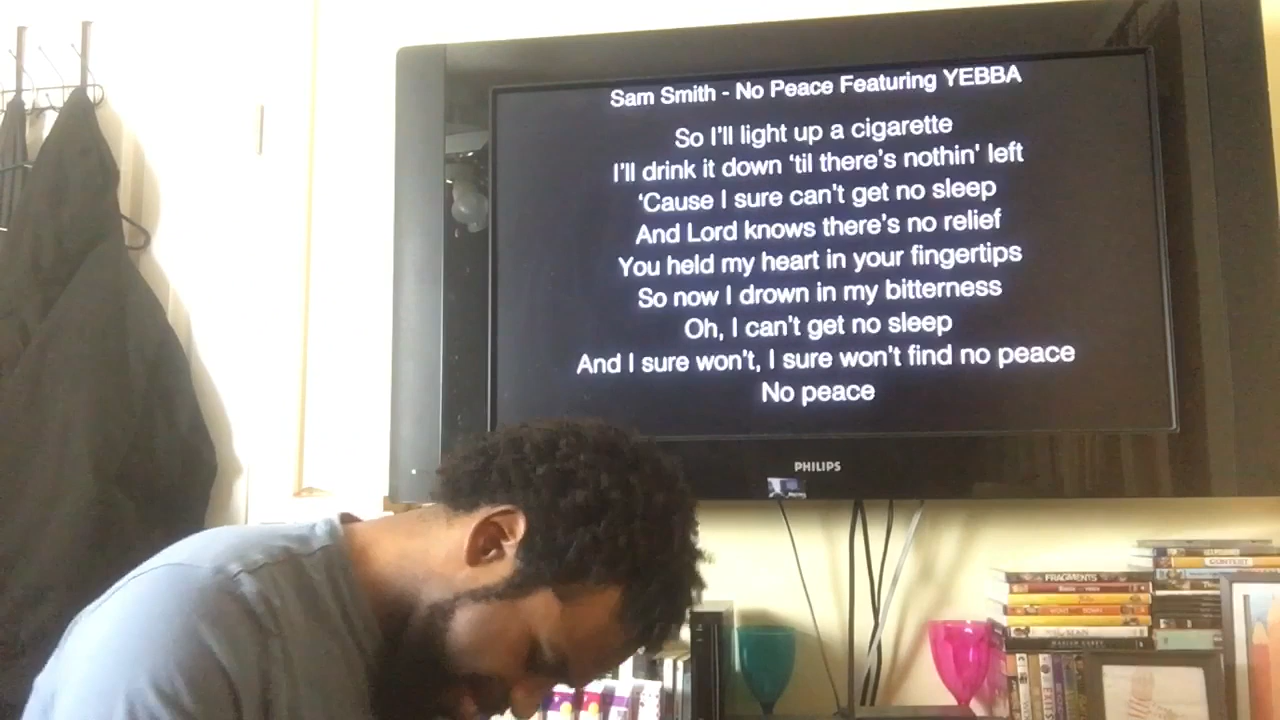 Sam Smith - No Peace Featuring YEBBA
So I'll light up a cigarette
I'll drink it down ‘til there's nothin' left
‘Cause I sure can't get no sleep
And Lord knows there's no relief
You held my heart in your fingertips
So now I drown in my bitterness
Oh, I can't get no sleep
And I sure won't, I sure won't find no peace
No peace
PHILIPS
CONTEXT
FRAGMENTS